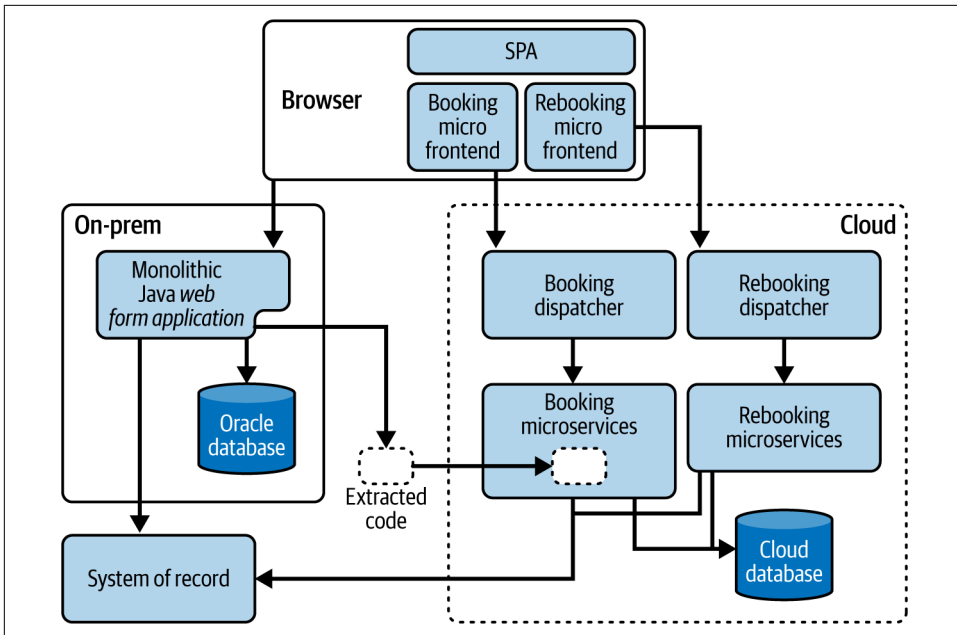 SPA
Browser
Booking
micro
frontend
Rebooking
micro
frontend
On-prem
Cloud
Monolithic
Java web
form application
Booking
dispatcher
Rebooking
dispatcher
Oracle
database
Booking
microservices
Rebooking
microservices
Extracted
code
Cloud
database
System of record